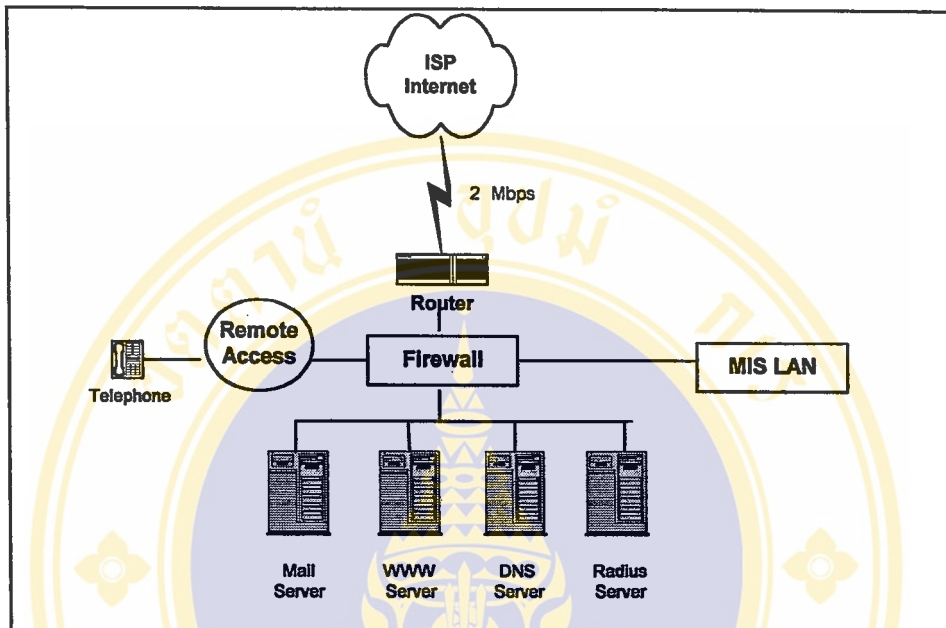 ISP
Internet
2 Mbps
Router
Remote
Access
Firewall
MIS LAN
Telephone
Mail
Server
WWW
Server
DNS
Server
Radius
Server